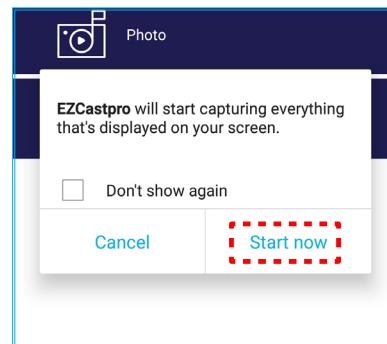 Photo
EZCastpro will start capturing everything
that's displayed on your screen.
Don't show again
Cancel
Start now